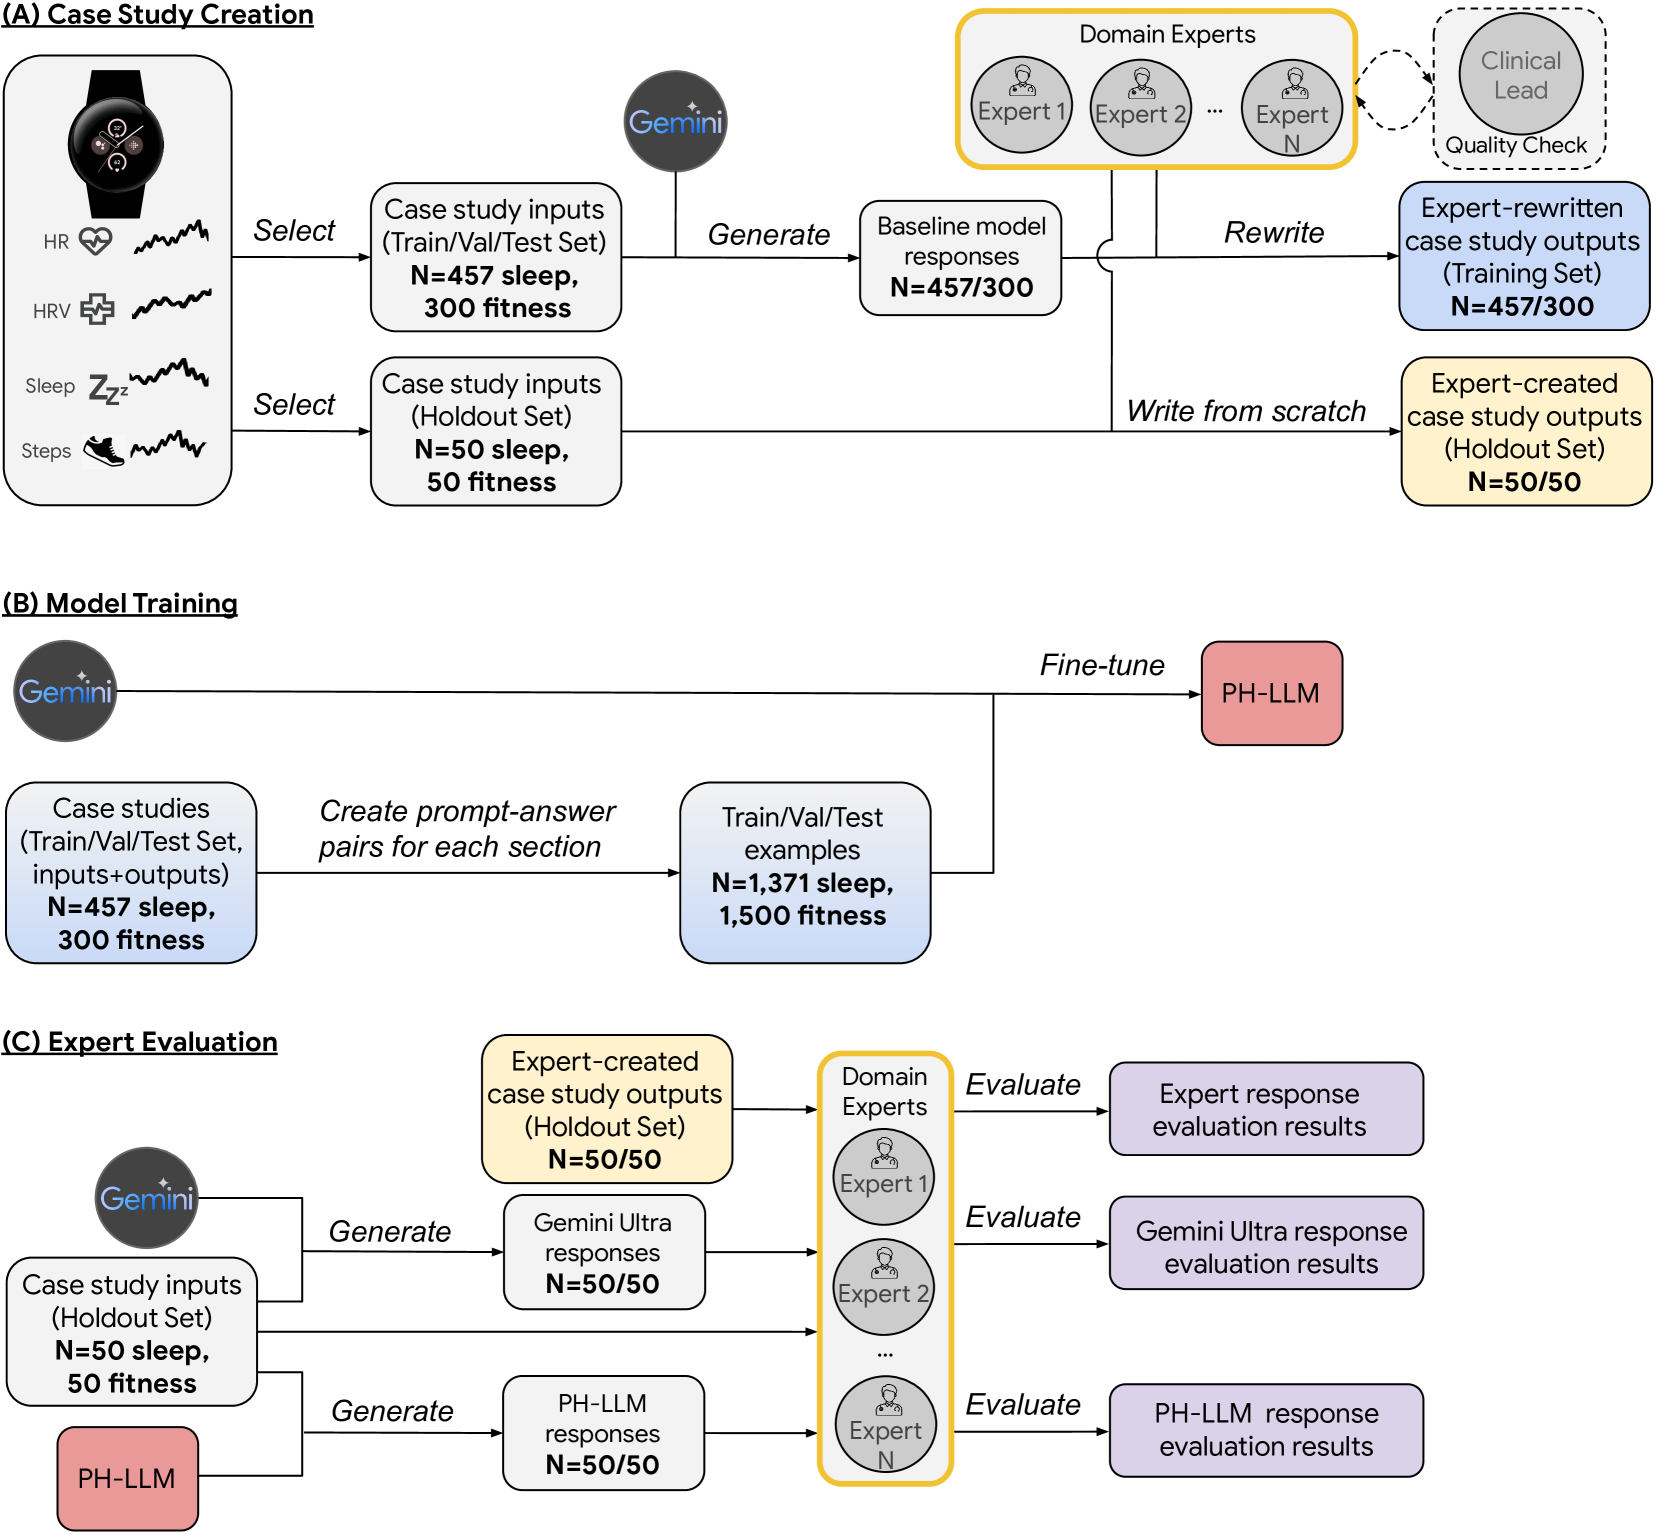 (A) Case Study Creation
HR
HRV
Sleep
ZZz
Steps
Select
Case study inputs
(Train/Val/Test Set)
N=457 sleep,
300 fitness
Gemini
Generate
Baseline model
responses
N=457/300
Domain Experts
Expert 1
Expert 2
...
Expert
N
Clinical
Lead
Quality Check
Rewrite
Expert-rewritten
case study outputs
(Training Set)
N=457/300
Select
Case study inputs
(Holdout Set)
N=50 sleep,
50 fitness
Write from scratch
Expert-created
case study outputs
(Holdout Set)
N=50/50
(B) Model Training
Gemini
Fine-tune
PH-LLM
Case studies
(Train/Val/Test Set,
inputs+outputs)
N=457 sleep,
300 fitness
Create prompt-answer
pairs for each section
Train/Val/Test
examples
N=1,371 sleep,
1,500 fitness
(C) Expert Evaluation
Expert-created
case study outputs
(Holdout Set)
N=50/50
Gemini
Generate
Gemini Ultra
responses
N=50/50
Case study inputs
(Holdout Set)
N=50 sleep,
50 fitness
PH-LLM
Generate
PH-LLM
responses
N=50/50
Domain
Experts
Expert 1
Expert 2
...
Expert
N
Evaluate
Expert response
evaluation results
Evaluate
Gemini Ultra response
evaluation results
Evaluate
PH-LLM response
evaluation results